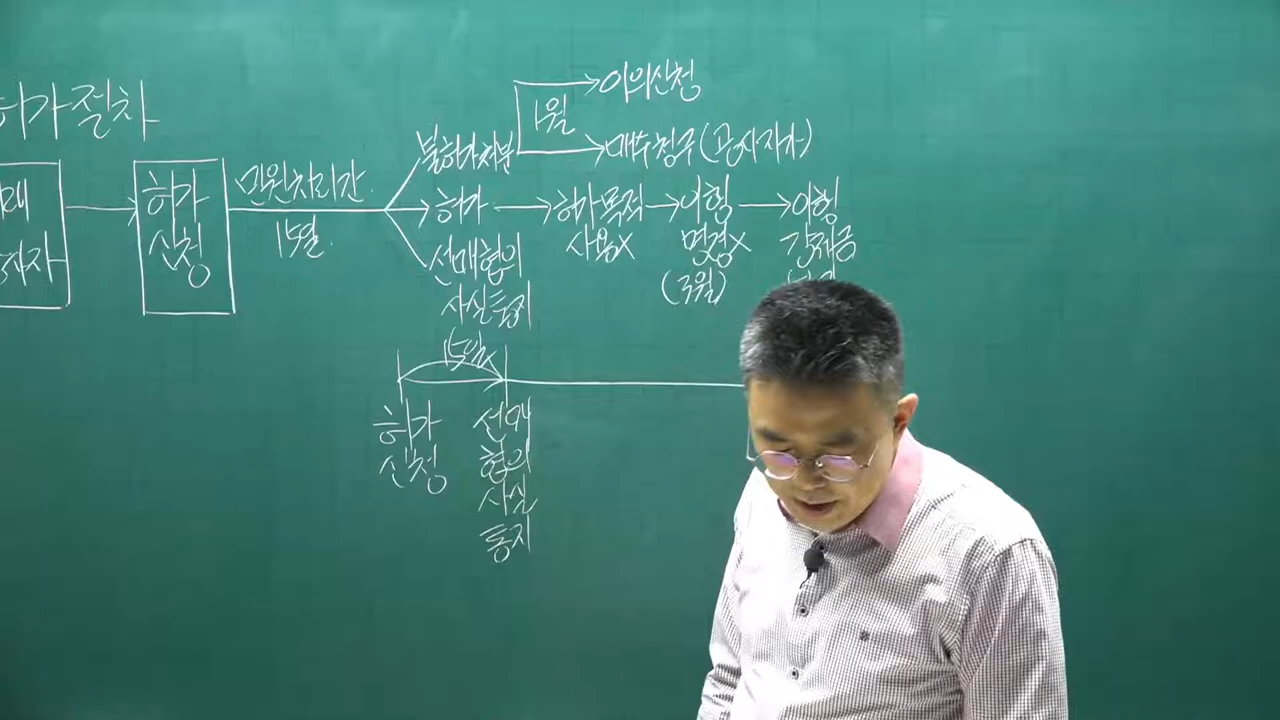 허가절차
허가
신청
민원처리기간
15일
불허가처분
1월
이의신청
매수청구(공시지가)
허가
허가목적
사용X
이행
명령X
(3월)
이행
강제금
선매협의
사실통지
15일
허가
신청
선매
협의
사실
통지